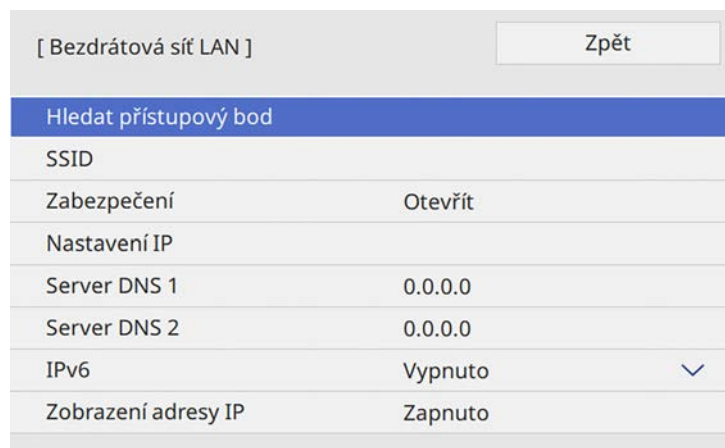 [ Bezdrátová síť LAN ] Zpět
Hledat přístupový bod
SSID
Zabezpečení Otevřít
Nastavení IP
Server DNS 1 0.0.0.0
Server DNS 2 0.0.0.0
IPv6 Vypnuto
Zobrazení adresy IP Zapnuto